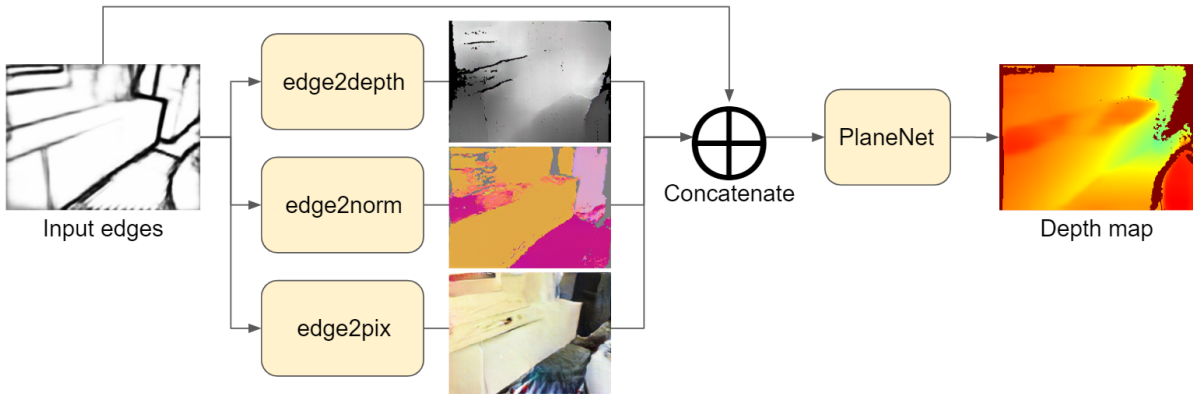 edge2depth
Input edges
edge2norm
edge2pix
Concatenate
PlaneNet
Depth map